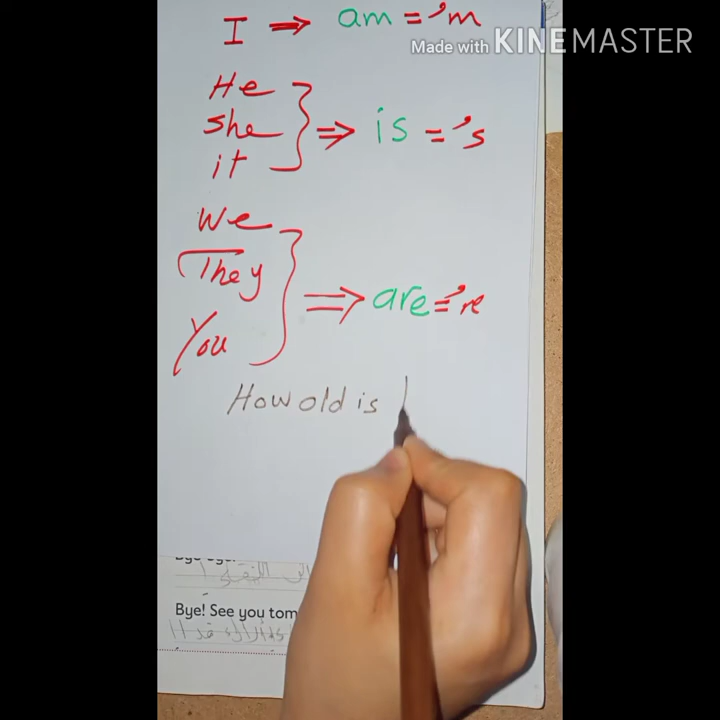 I ⇒ am = 'm
Made with KINEMASTER
He
she
it
⇒ is = 's
We
They
You
⇒ are = 're
How old is
Bye! See you tom